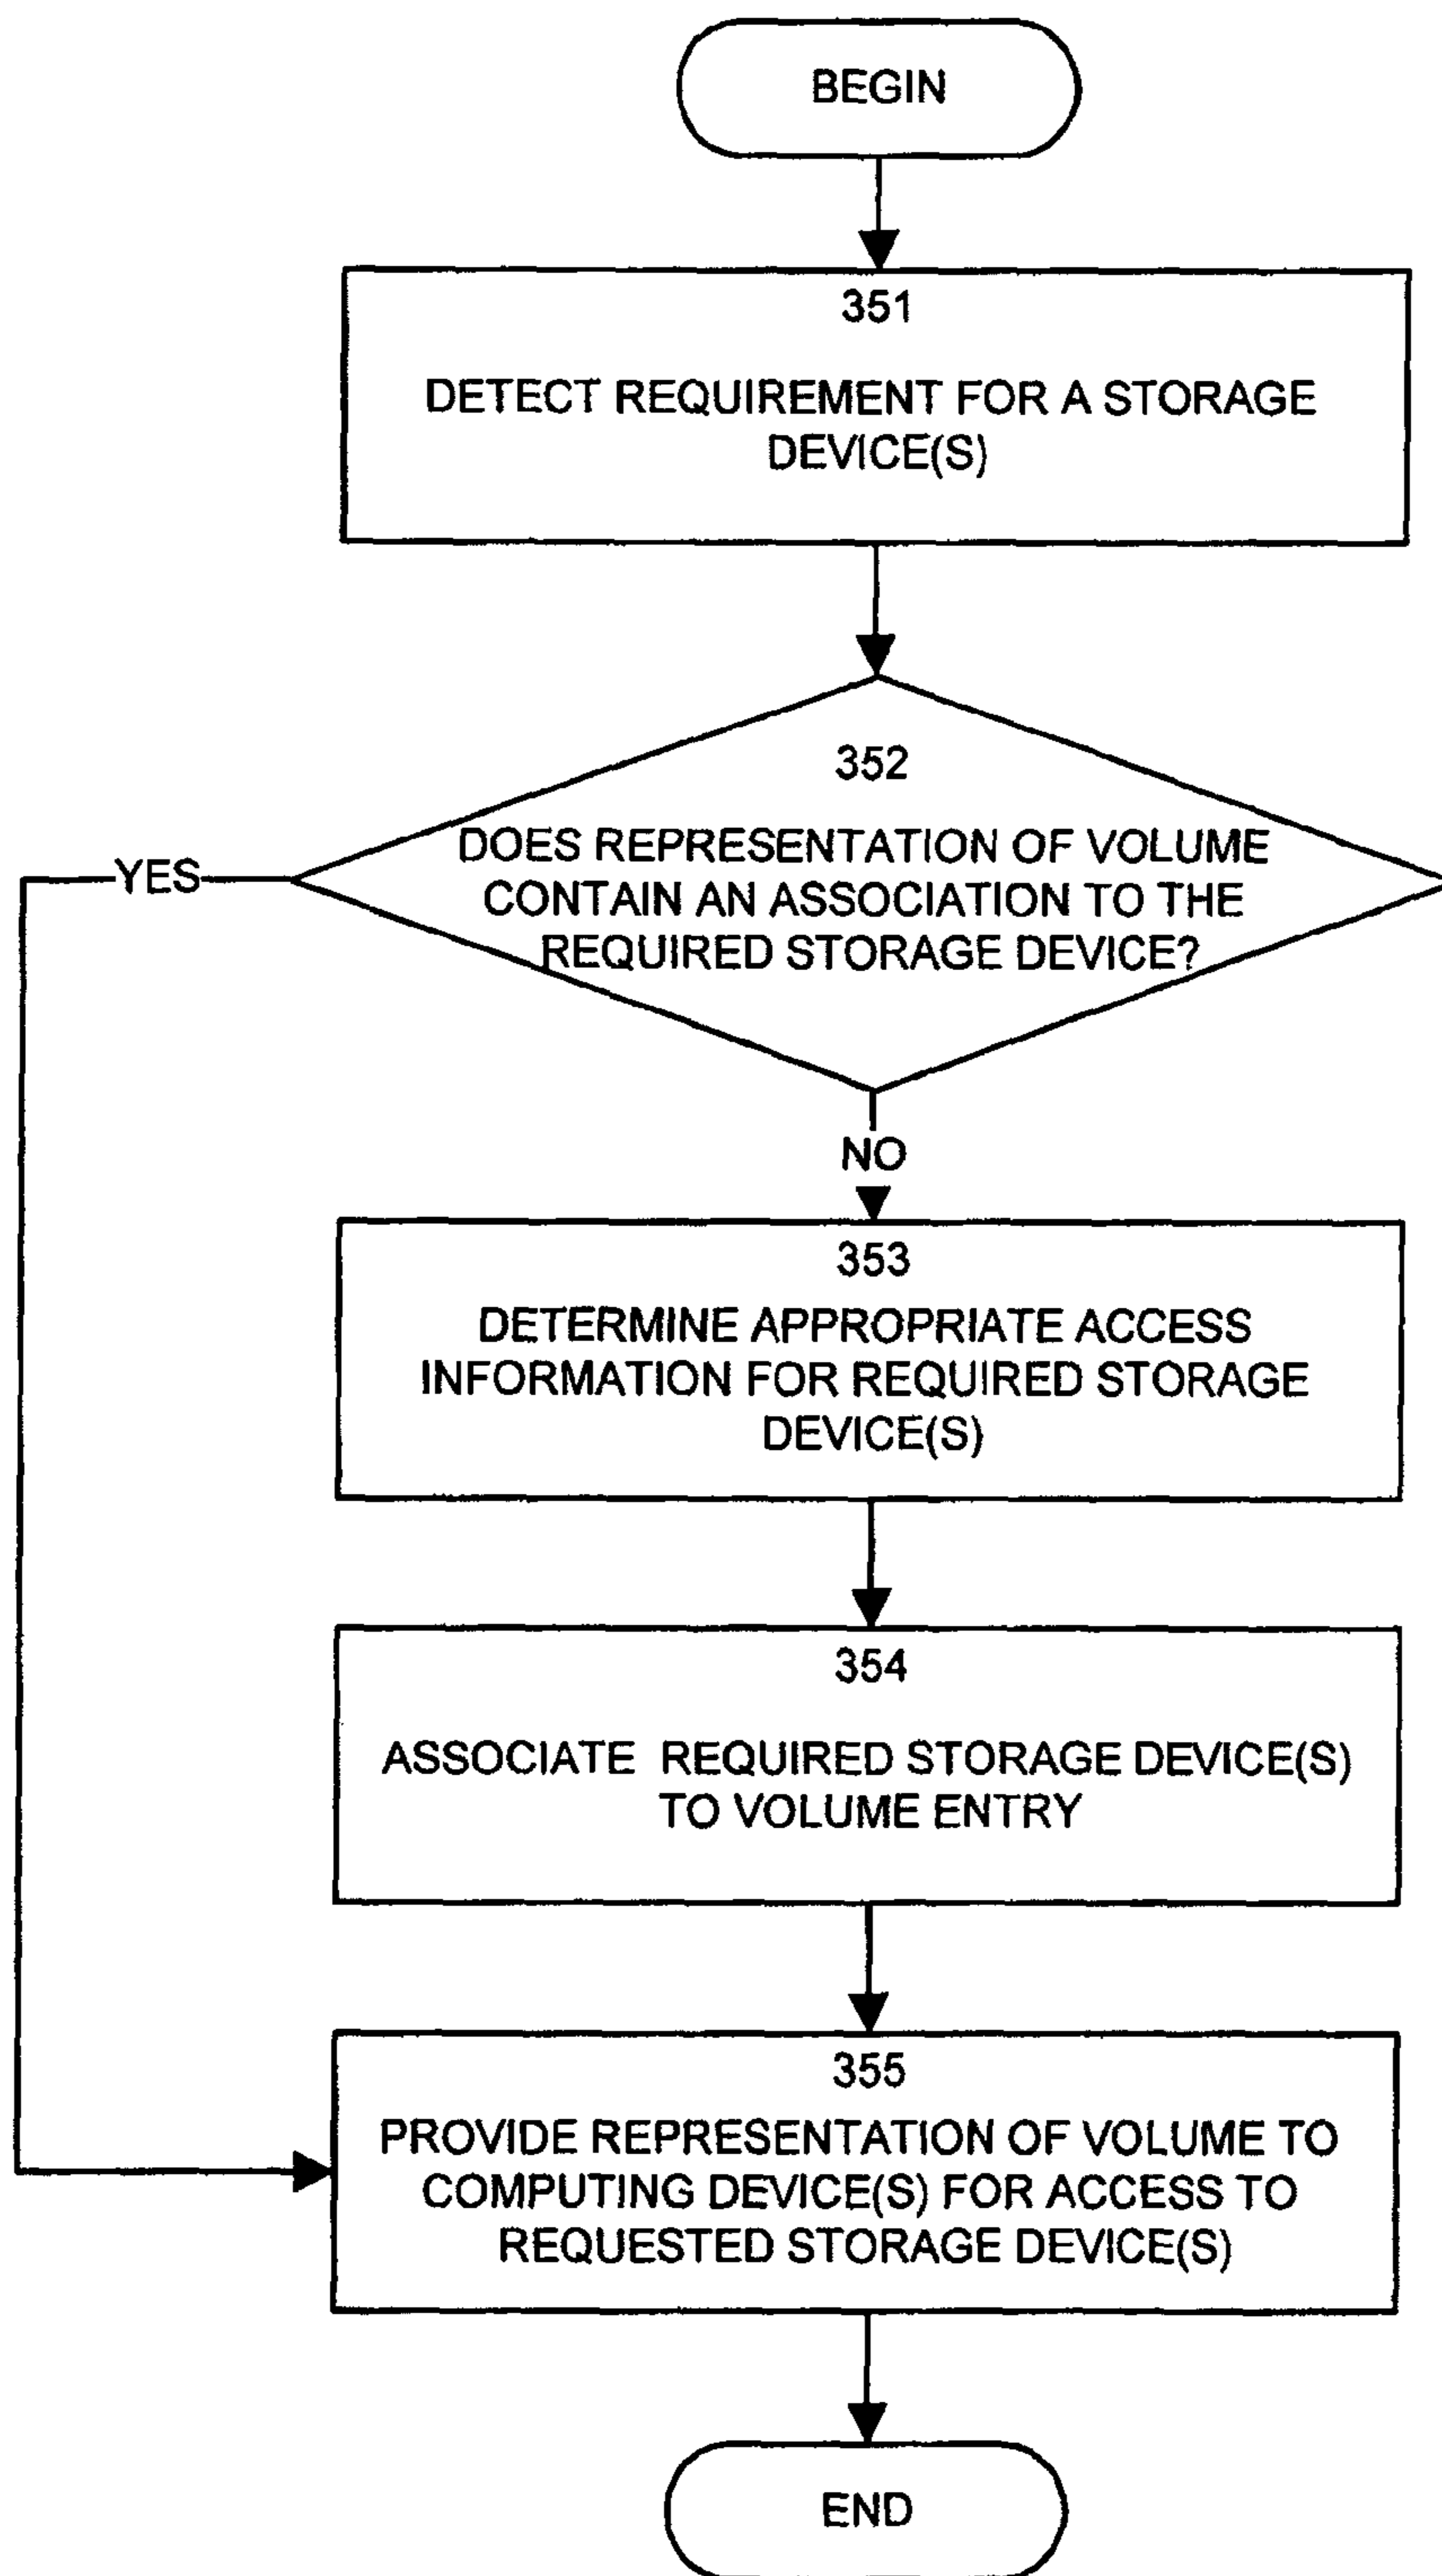 BEGIN
351
DETECT REQUIREMENT FOR A STORAGE
DEVICE(S)
352
DOES REPRESENTATION OF VOLUME
CONTAIN AN ASSOCIATION TO THE
REQUIRED STORAGE DEVICE?
YES
NO
353
DETERMINE APPROPRIATE ACCESS
INFORMATION FOR REQUIRED STORAGE
DEVICE(S)
354
ASSOCIATE REQUIRED STORAGE DEVICE(S)
TO VOLUME ENTRY
355
PROVIDE REPRESENTATION OF VOLUME TO
COMPUTING DEVICE(S) FOR ACCESS TO
REQUESTED STORAGE DEVICE(S)
END